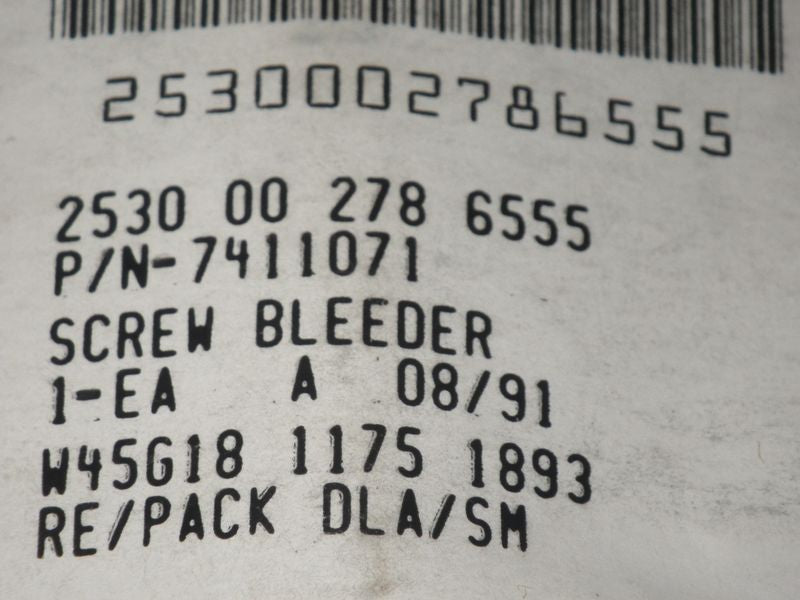 2530002786555
2530 00 278 6555
P/N-7411071
SCREW BLEEDER
1-EA A 08/91
W45G18 1175 1893
RE/PACK DLA/SM